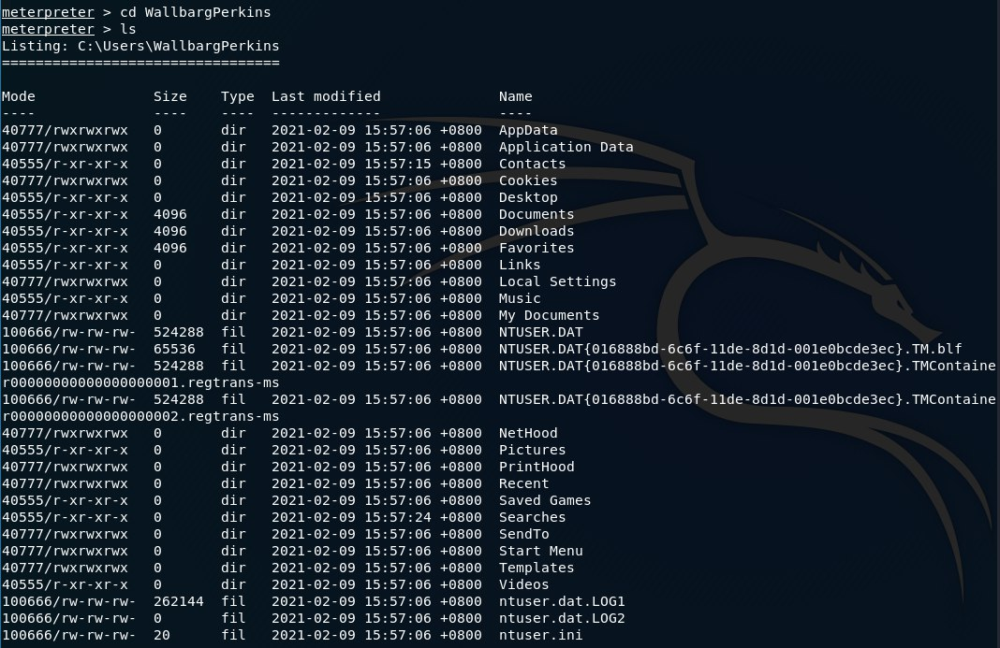 meterpreter > cd WallbargPerkins
meterpreter > ls
Listing: C:\Users\WallbargPerkins
=================================
Mode              Size    Type  Last modified              Name
----              ----    ----  -------------              ----
40777/rwxrwxrwx   0       dir   2021-02-09 15:57:06 +0800  AppData
40777/rwxrwxrwx   0       dir   2021-02-09 15:57:06 +0800  Application Data
40555/r-xr-xr-x   0       dir   2021-02-09 15:57:15 +0800  Contacts
40777/rwxrwxrwx   0       dir   2021-02-09 15:57:06 +0800  Cookies
40555/r-xr-xr-x   0       dir   2021-02-09 15:57:06 +0800  Desktop
40555/r-xr-xr-x   4096    dir   2021-02-09 15:57:06 +0800  Documents
40555/r-xr-xr-x   4096    dir   2021-02-09 15:57:06 +0800  Downloads
40555/r-xr-xr-x   4096    dir   2021-02-09 15:57:06 +0800  Favorites
40555/r-xr-xr-x   0       dir   2021-02-09 15:57:06 +0800  Links
40777/rwxrwxrwx   0       dir   2021-02-09 15:57:06 +0800  Local Settings
40555/r-xr-xr-x   0       dir   2021-02-09 15:57:06 +0800  Music
40777/rwxrwxrwx   0       dir   2021-02-09 15:57:06 +0800  My Documents
100666/rw-rw-rw-  524288  fil   2021-02-09 15:57:06 +0800  NTUSER.DAT
100666/rw-rw-rw-  65536   fil   2021-02-09 15:57:06 +0800  NTUSER.DAT{016888bd-6c6f-11de-8d1d-001e0bcde3ec}.TM.blf
100666/rw-rw-rw-  524288  fil   2021-02-09 15:57:06 +0800  NTUSER.DAT{016888bd-6c6f-11de-8d1d-001e0bcde3ec}.TMContaine
r00000000000000000001.regtrans-ms
100666/rw-rw-rw-  524288  fil   2021-02-09 15:57:06 +0800  NTUSER.DAT{016888bd-6c6f-11de-8d1d-001e0bcde3ec}.TMContaine
r00000000000000000002.regtrans-ms
40777/rwxrwxrwx   0       dir   2021-02-09 15:57:06 +0800  NetHood
40555/r-xr-xr-x   0       dir   2021-02-09 15:57:06 +0800  Pictures
40777/rwxrwxrwx   0       dir   2021-02-09 15:57:06 +0800  PrintHood
40777/rwxrwxrwx   0       dir   2021-02-09 15:57:06 +0800  Recent
40555/r-xr-xr-x   0       dir   2021-02-09 15:57:06 +0800  Saved Games
40555/r-xr-xr-x   0       dir   2021-02-09 15:57:24 +0800  Searches
40777/rwxrwxrwx   0       dir   2021-02-09 15:57:06 +0800  SendTo
40777/rwxrwxrwx   0       dir   2021-02-09 15:57:06 +0800  Start Menu
40777/rwxrwxrwx   0       dir   2021-02-09 15:57:06 +0800  Templates
40555/r-xr-xr-x   0       dir   2021-02-09 15:57:06 +0800  Videos
100666/rw-rw-rw-  262144  fil   2021-02-09 15:57:06 +0800  ntuser.dat.LOG1
100666/rw-rw-rw-  0       fil   2021-02-09 15:57:06 +0800  ntuser.dat.LOG2
100666/rw-rw-rw-  20      fil   2021-02-09 15:57:06 +0800  ntuser.ini